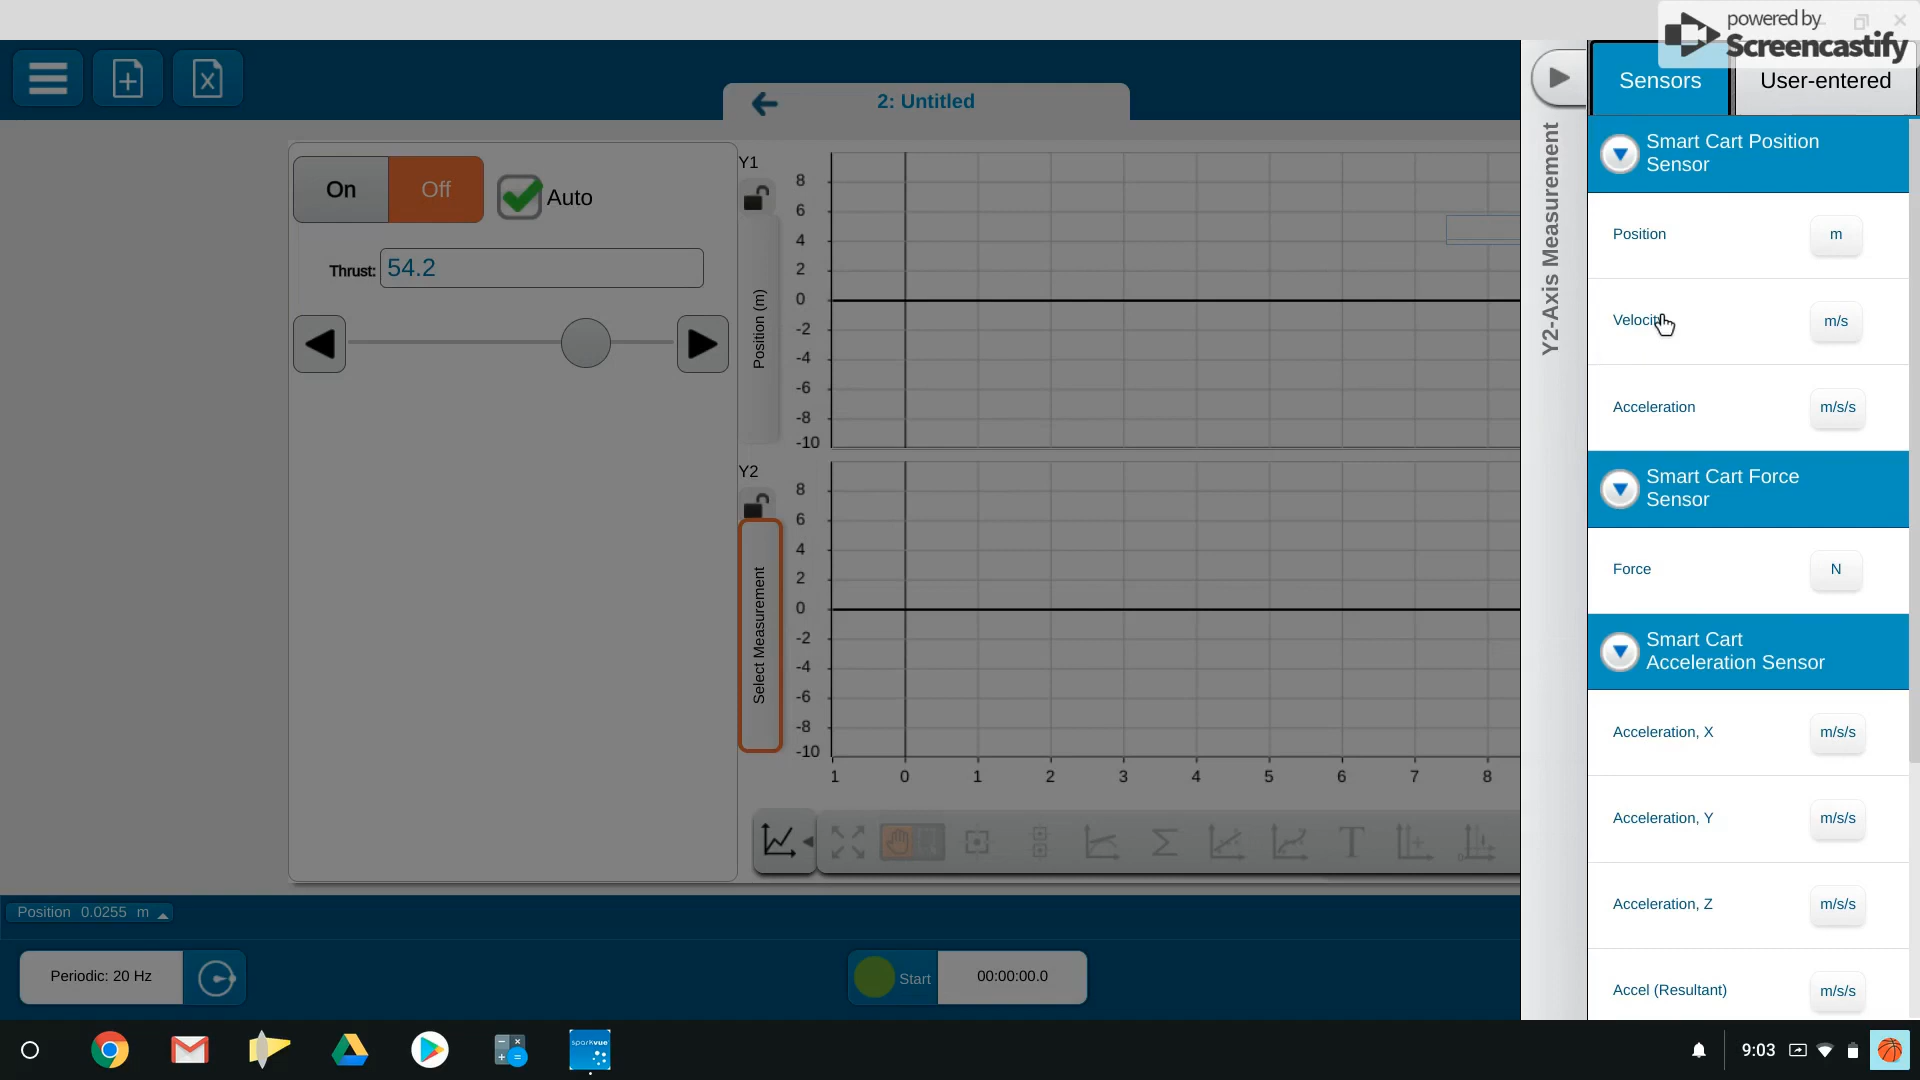 powered by
Screencastify
Sensors
User-entered
2: Untitled
On
Off
Auto
Thrust:
54.2
Y1
8
6
4
2
0
-2
-4
-6
-8
-10
Position (m)
Y2
8
6
4
2
0
-2
-4
-6
-8
-10
Select Measurement
1
0
1
2
3
4
5
6
7
8
Y2-Axis Measurement
Smart Cart Position
Sensor
Position
m
Velocity
m/s
Acceleration
m/s/s
Smart Cart Force
Sensor
Force
N
Smart Cart
Acceleration Sensor
Acceleration, X
m/s/s
Acceleration, Y
m/s/s
Acceleration, Z
m/s/s
Accel (Resultant)
m/s/s
Position 0.0255 m
Periodic: 20 Hz
Start
00:00:00.0
sparkvue
9:03